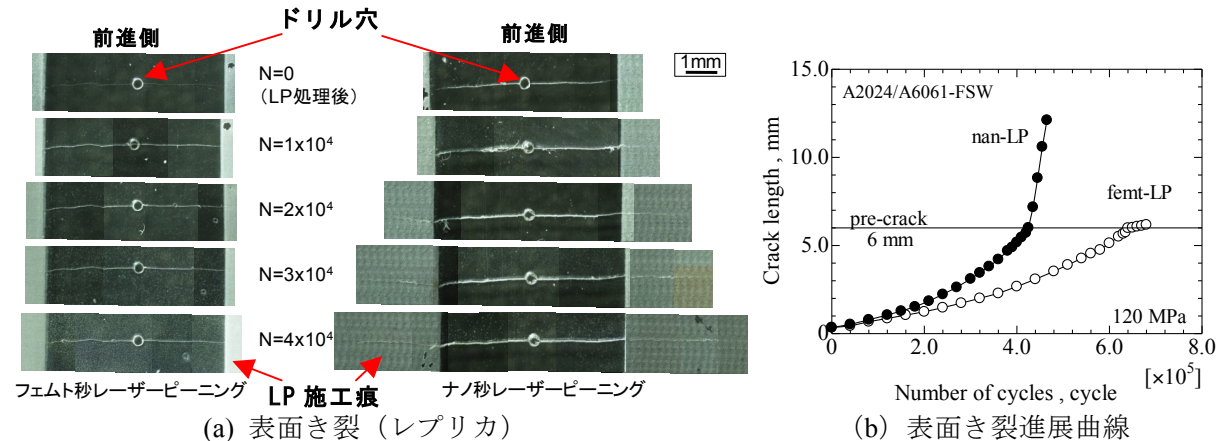 ドリル穴
前進側
前進側
1mm
N=0
(LP処理後)
N=1x10⁴
N=2x10⁴
N=3x10⁴
N=4x10⁴
フェムト秒レーザーピーニング
LP 施工痕
ナノ秒レーザーピーニング
(a) 表面き裂（レプリカ）
15.0
10.0
5.0
0
Crack length , mm
A2024/A6061-FSW
nan-LP
femt-LP
pre-crack
6 mm
120 MPa
0
2.0
4.0
6.0
8.0
[×10⁵]
Number of cycles , cycle
（b）表面き裂進展曲線